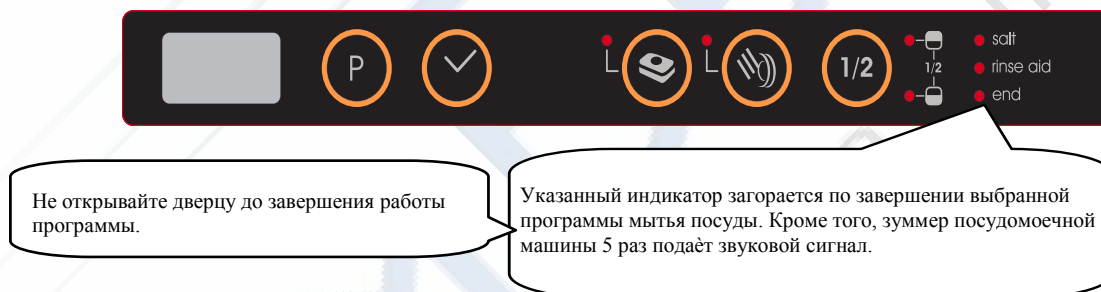 P
1/2
1/2
salt
rinse aid
end
Не открывайте дверцу до завершения работы
программы.
Указанный индикатор загорается по завершении выбранной
программы мытья посуды. Кроме того, зуммер посудомоечной
машины 5 раз подаѐт звуковой сигнал.